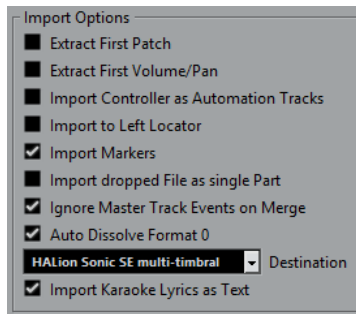 Import Options
Extract First Patch
Extract First Volume/Pan
Import Controller as Automation Tracks
Import to Left Locator
Import Markers
Import dropped File as single Part
Ignore Master Track Events on Merge
Auto Dissolve Format 0
HALion Sonic SE multi-timbral Destination
Import Karaoke Lyrics as Text